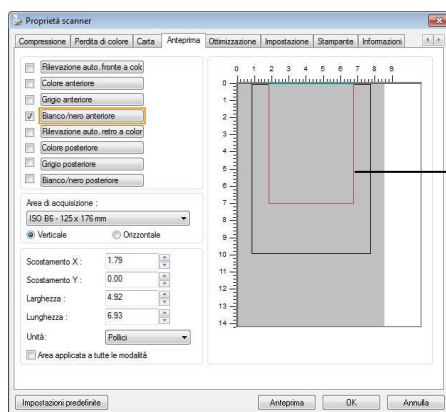 Proprietà scanner
Compressione Perdita di colore Carta Anteprima Ottimizzazione Impostazione Stampante Informazioni
Rilevazione auto. fronte a colo
Colore anteriore
Grigio anteriore
Bianco/nero anteriore
Rilevazione auto. retro a color
Colore posteriore
Grigio posteriore
Bianco/nero posteriore
Area di acquisizione :
ISO B6 - 125 x 176 mm
Verticale Orizzontale
Scostamento X : 1.79
Scostamento Y : 0.00
Larghezza : 4.92
Lunghezza : 6.93
Unità: Pollici
Area applicata a tutte le modalità
0 1 2 3 4 5 6 7 8 9
0
1
2
3
4
5
6
7
8
9
10
11
12
13
14
Impostazioni predefinite Anteprima OK Annulla